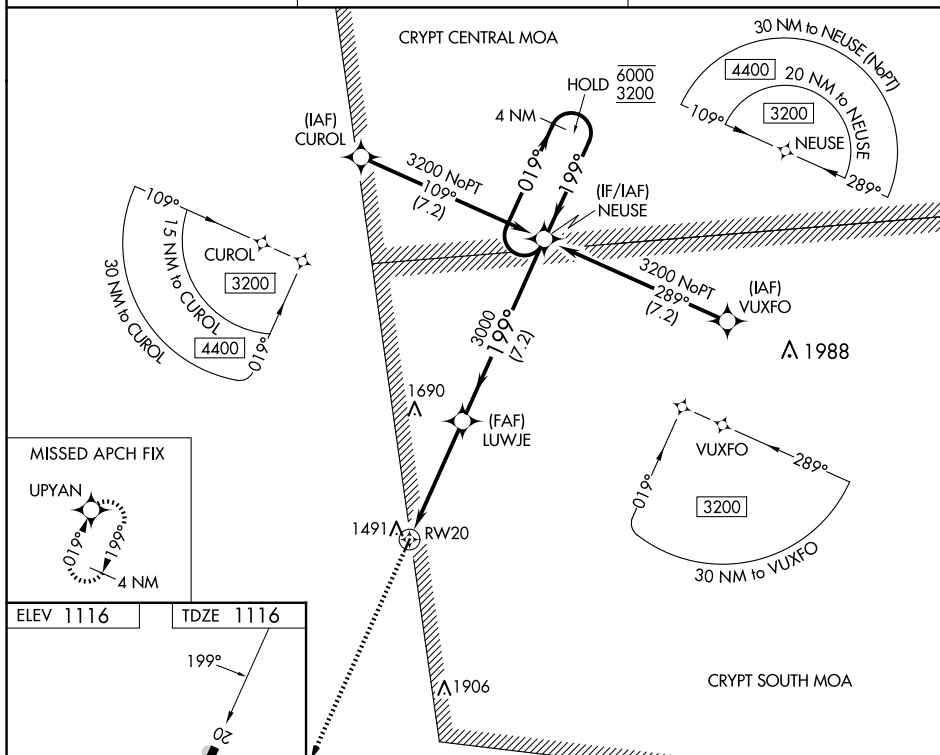 CRYPT CENTRAL MOA
30 NM to NEUSE (NoPT)
4400
20 NM to NEUSE
3200
109°
NEUSE
289°
HOLD
6000
3200
4 NM
019°
199°
(IAF)
CUROL
3200 NoPT
109°
(7.2)
(IF/IAF)
NEUSE
109°
CUROL
3200
15 NM to CUROL
4400
30 NM to CUROL
019°
3200 NoPT
289°
(7.2)
(IAF)
VUXFO
1988
3000
199°
(7.2)
1690
(FAF)
LUWJE
VUXFO
289°
019°
3200
30 NM to VUXFO
MISSED APCH FIX
UPYAN
019°
199°
4 NM
1491
RW20
ELEV 1116
TDZE 1116
199°
20
1906
CRYPT SOUTH MOA